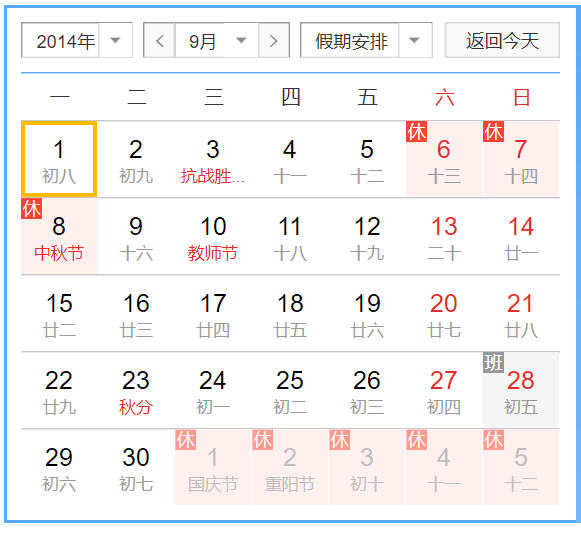 2014年 9月 假期安排 返回今天
一 二 三 四 五 六 日
休 休
1 2 3 4 5 6 7
初八 初九 抗战胜... 十一 十二 十三 十四
休
8 9 10 11 12 13 14
中秋节 十六 教师节 十八 十九 二十 廿一
15 16 17 18 19 20 21
廿二 廿三 廿四 廿五 廿六 廿七 廿八
班
22 23 24 25 26 27 28
廿九 秋分 初一 初二 初三 初四 初五
休 休 休 休 休
29 30 1 2 3 4 5
初六 初七 国庆节 重阳节 初十 十一 十二